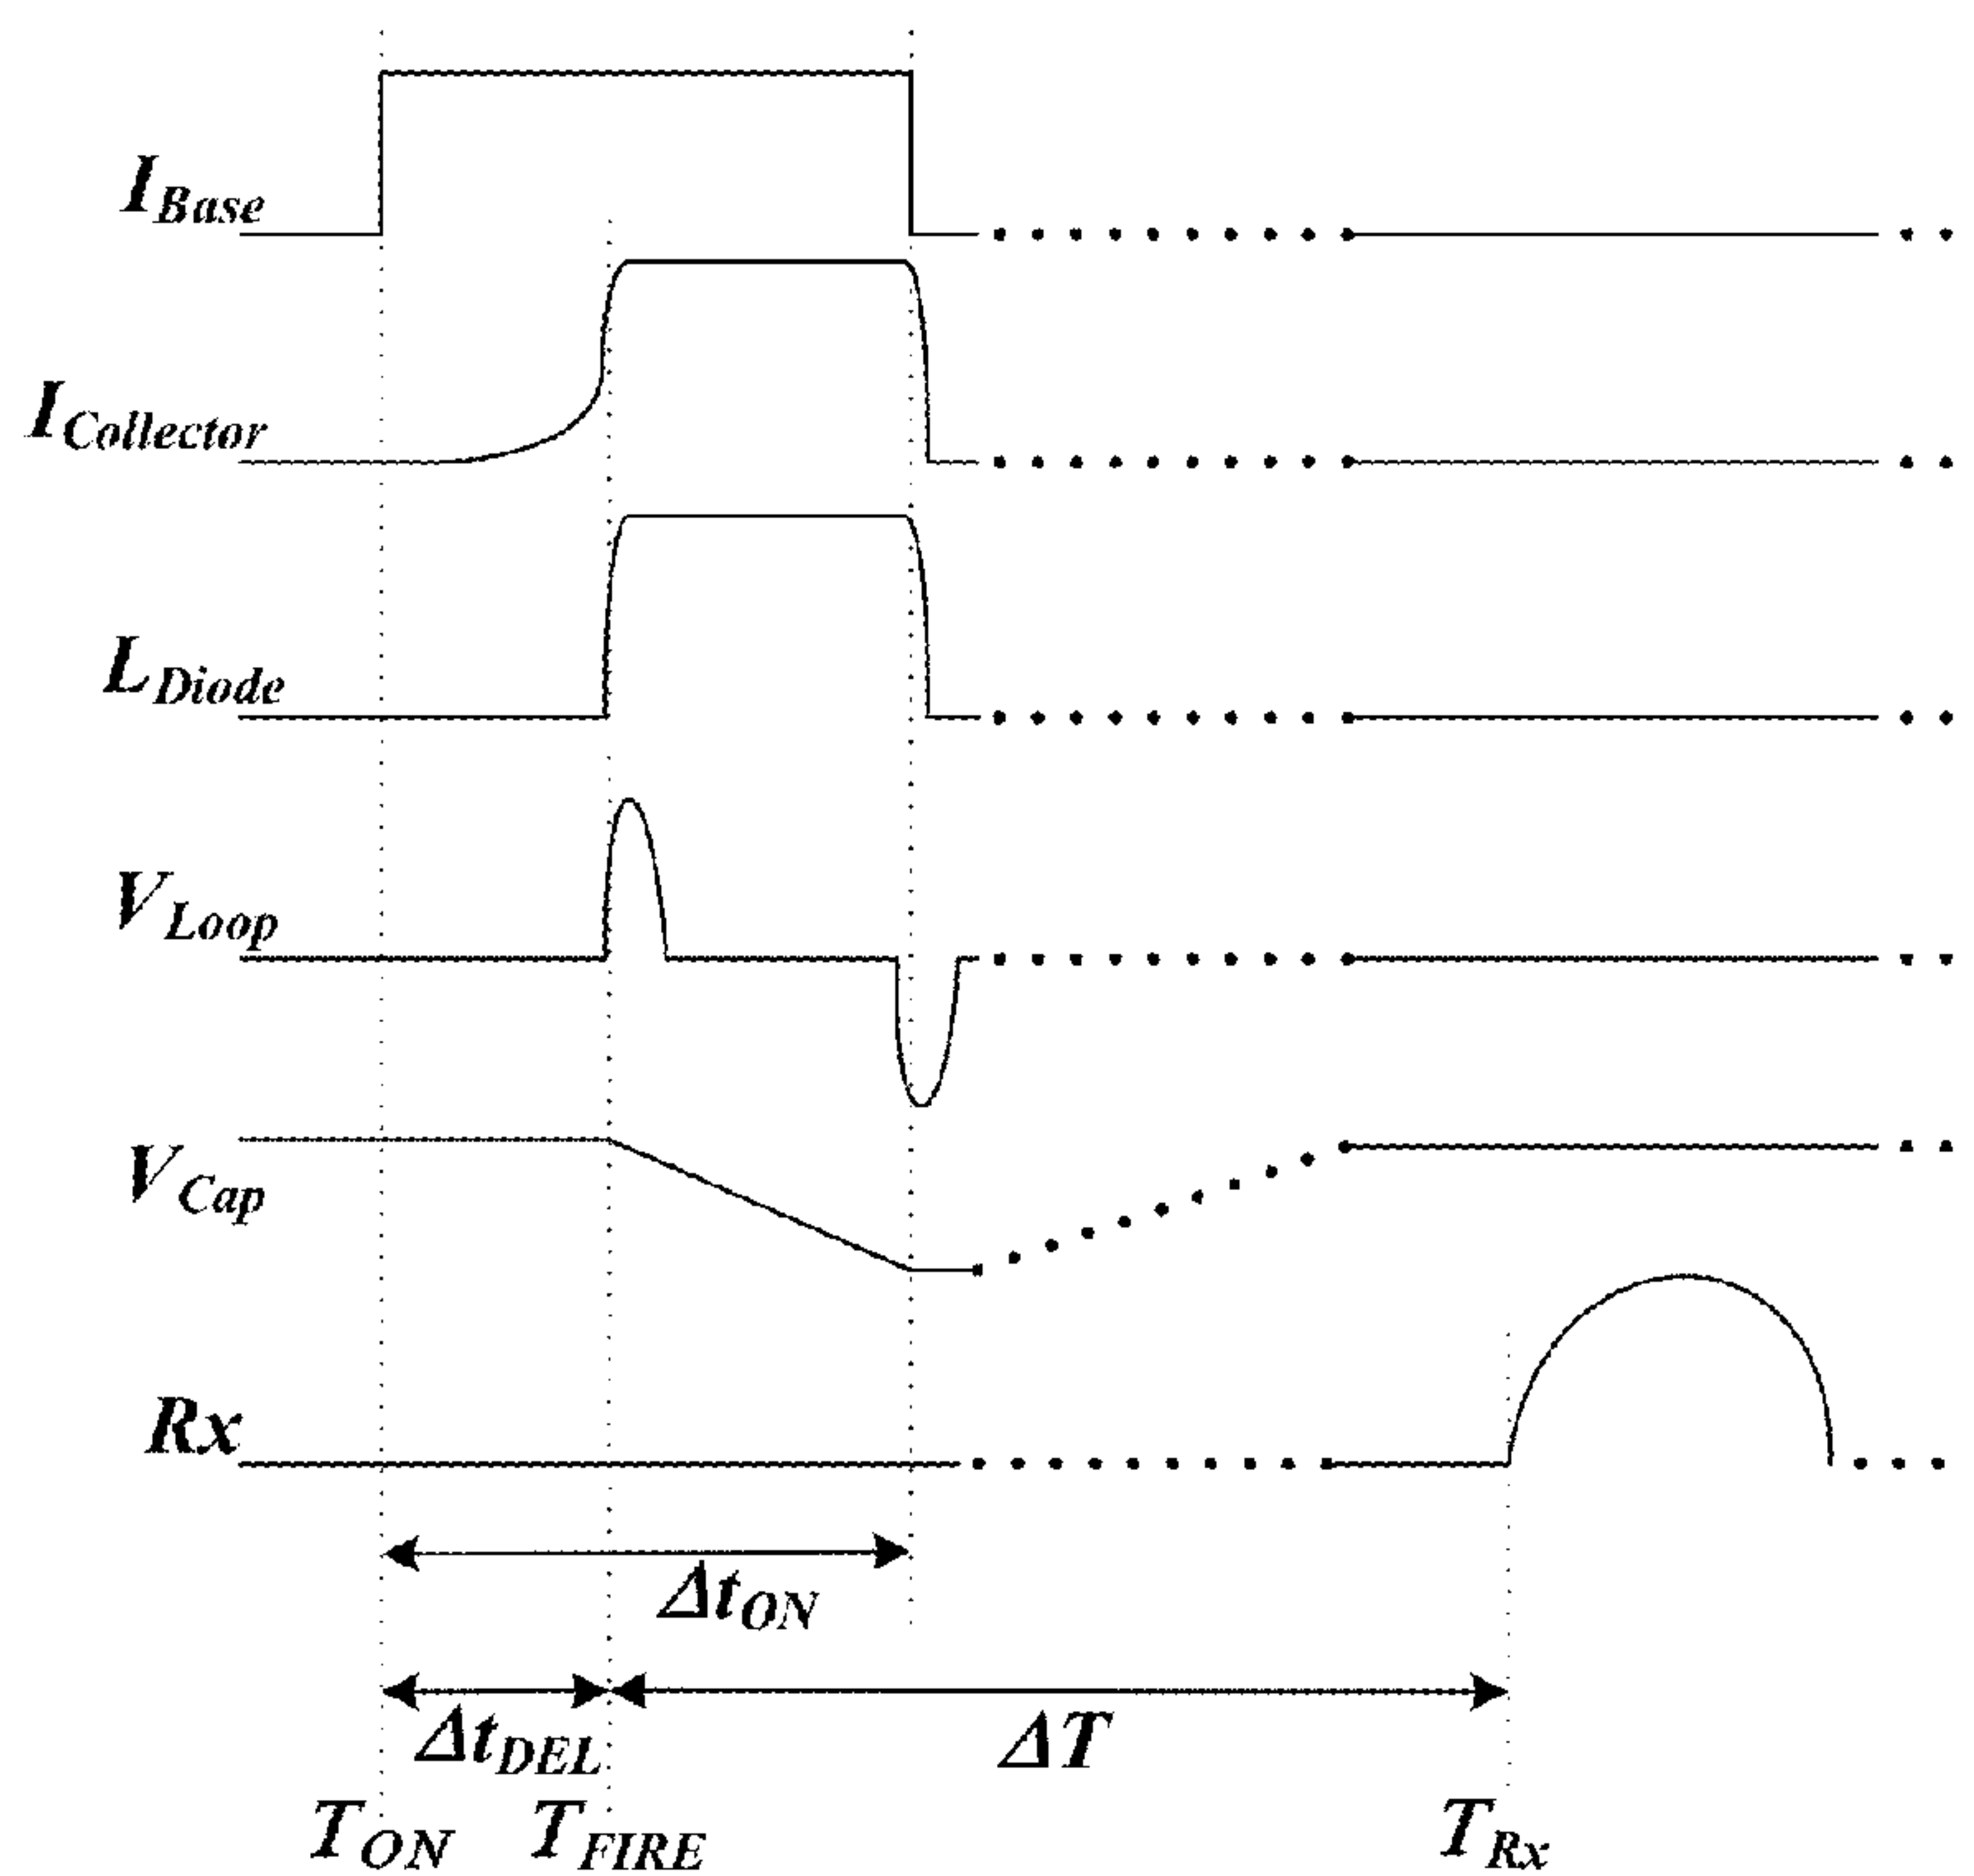 I_Base
I_Collector
L_Diode
V_Loop
V_Cap
Rx
Δt_ON
Δt_DEL ΔT
T_ON T_FIRE T_Rx